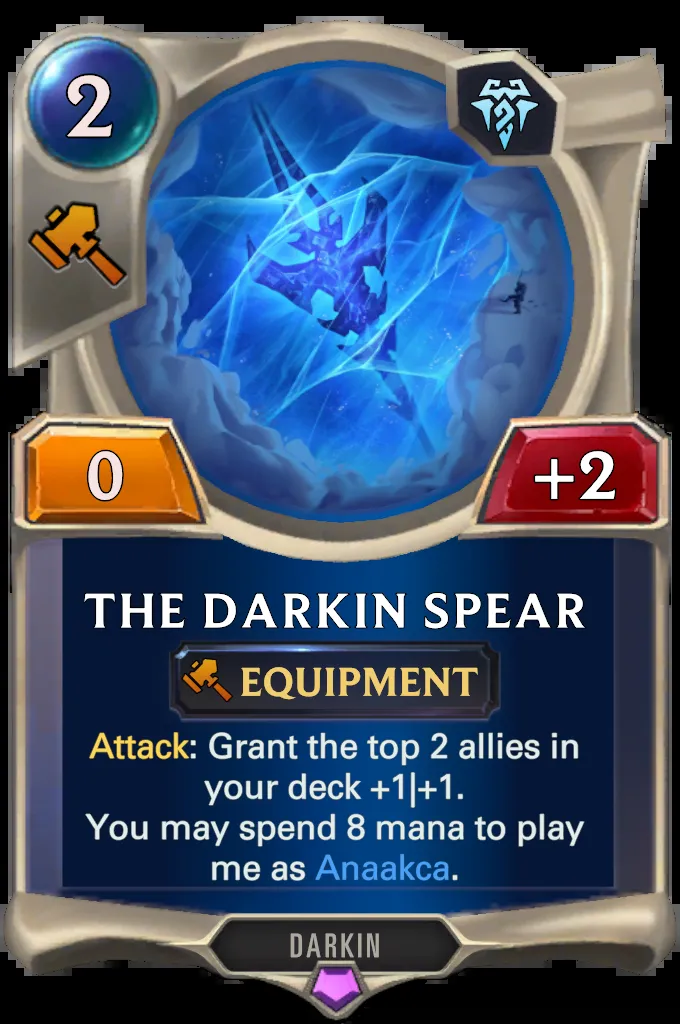 2
0
+2
THE DARKIN SPEAR
EQUIPMENT
Attack: Grant the top 2 allies in
your deck +1|+1.
You may spend 8 mana to play
me as Anaakca.
DARKIN